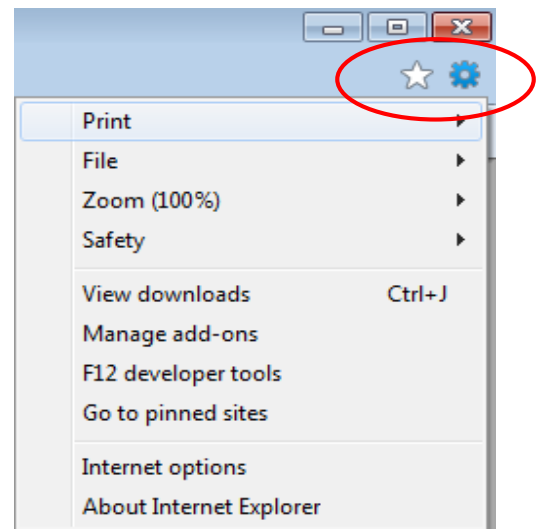 Print
File
Zoom (100%)
Safety
View downloads Ctrl+J
Manage add-ons
F12 developer tools
Go to pinned sites
Internet options
About Internet Explorer